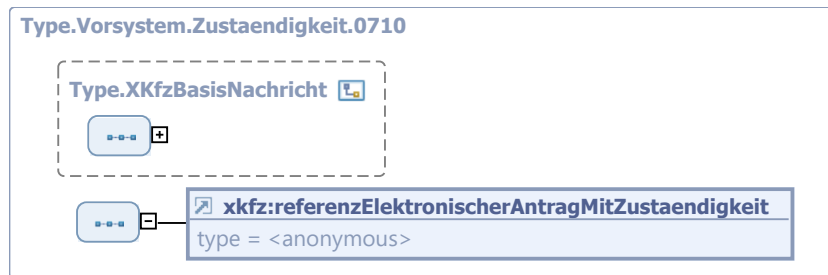 Type.Vorsystem.Zustaendigkeit.0710
Type.XKfzBasisNachricht
xkfz:referenzElektronischerAntragMitZustaendigkeit
type = <anonymous>